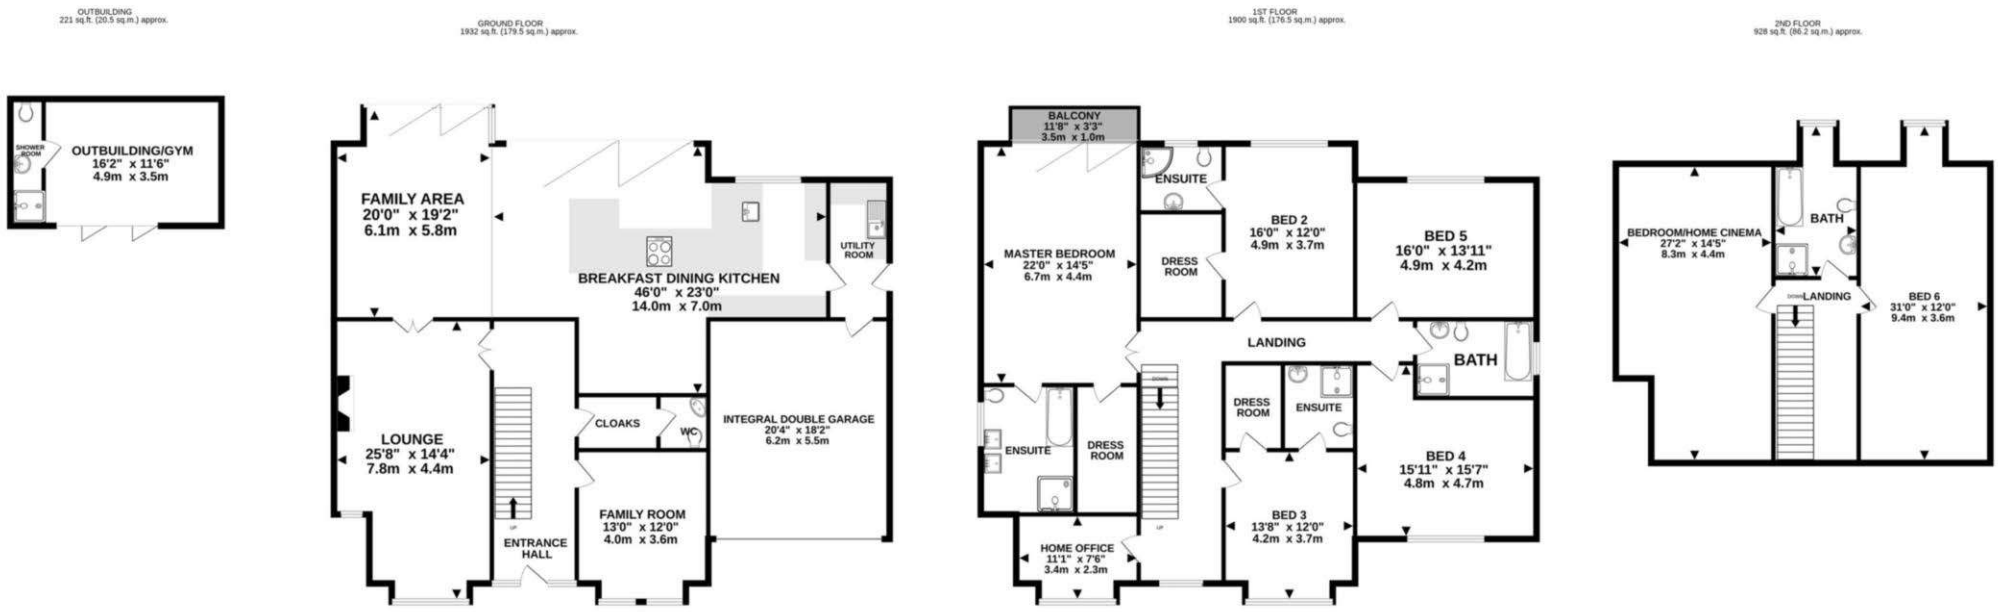 OUTBUILDING
221 sq.ft. (20.5 sq.m.) approx.
SHOWER
ROOM
OUTBUILDING/GYM
16'2" x 11'6"
4.9m x 3.5m
GROUND FLOOR
1932 sq.ft. (179.5 sq.m.) approx.
FAMILY AREA
20'0" x 19'2"
6.1m x 5.8m
BREAKFAST DINING KITCHEN
46'0" x 23'0"
14.0m x 7.0m
UTILITY
ROOM
LOUNGE
25'8" x 14'4"
7.8m x 4.4m
UP
ENTRANCE
HALL
CLOAKS
WC
FAMILY ROOM
13'0" x 12'0"
4.0m x 3.6m
INTEGRAL DOUBLE GARAGE
20'4" x 18'2"
6.2m x 5.5m
1ST FLOOR
1900 sq.ft. (176.5 sq.m.) approx.
BALCONY
11'8" x 3'3"
3.5m x 1.0m
MASTER BEDROOM
22'0" x 14'5"
6.7m x 4.4m
ENSUITE
DRESS
ROOM
BED 2
16'0" x 12'0"
4.9m x 3.7m
BED 5
16'0" x 13'11"
4.9m x 4.2m
LANDING
BATH
DOWN
ENSUITE
DRESS
ROOM
DRESS
ROOM
ENSUITE
BED 4
15'11" x 15'7"
4.8m x 4.7m
UP
HOME OFFICE
11'1" x 7'6"
3.4m x 2.3m
BED 3
13'8" x 12'0"
4.2m x 3.7m
2ND FLOOR
928 sq.ft. (86.2 sq.m.) approx.
BEDROOM/HOME CINEMA
27'2" x 14'5"
8.3m x 4.4m
BATH
DOWN
LANDING
BED 6
31'0" x 12'0"
9.4m x 3.6m